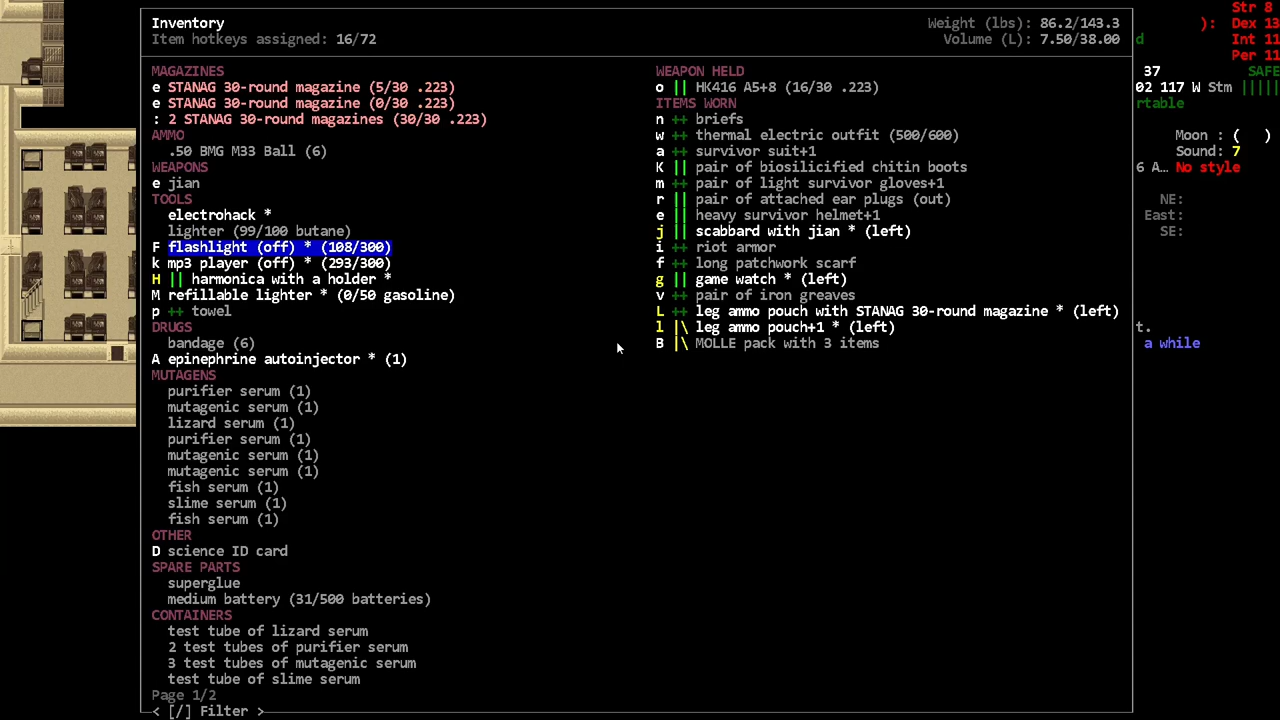 Inventory
Item hotkeys assigned: 16/72
Weight (lbs): 86.2/143.3
Volume (L): 7.50/38.00
MAGAZINES
e STANAG 30-round magazine (5/30 .223)
e STANAG 30-round magazine (0/30 .223)
: 2 STANAG 30-round magazines (30/30 .223)
AMMO
.50 BMG M33 Ball (6)
WEAPONS
e jian
TOOLS
electrohack *
lighter (99/100 butane)
F flashlight (off) * (108/300)
k mp3 player (off) * (293/300)
H || harmonica with a holder *
M refillable lighter * (0/50 gasoline)
p ++ towel
DRUGS
bandage (6)
A epinephrine autoinjector * (1)
MUTAGENS
purifier serum (1)
mutagenic serum (1)
lizard serum (1)
purifier serum (1)
mutagenic serum (1)
mutagenic serum (1)
fish serum (1)
slime serum (1)
fish serum (1)
OTHER
D science ID card
SPARE PARTS
superglue
medium battery (31/500 batteries)
CONTAINERS
test tube of lizard serum
2 test tubes of purifier serum
3 test tubes of mutagenic serum
test tube of slime serum
Page 1/2
< [/] Filter >
WEAPON HELD
o || HK416 A5+8 (16/30 .223)
ITEMS WORN
n ++ briefs
w ++ thermal electric outfit (500/600)
a ++ survivor suit+1
K || pair of biosilicified chitin boots
m ++ pair of light survivor gloves+1
r || pair of attached ear plugs (out)
e || heavy survivor helmet+1
j || scabbard with jian * (left)
i ++ riot armor
f ++ long patchwork scarf
g || game watch * (left)
v ++ pair of iron greaves
L ++ leg ammo pouch with STANAG 30-round magazine * (left)
l |\ leg ammo pouch+1 * (left)
B |\ MOLLE pack with 3 items
Str 8
): Dex 13
d Int 11
Per 11
37 SAFE
02 117 W Stm |||||
rtable
Moon : ( )
Sound: 7
6 A… No style
NE:
East:
SE:
t.
a while